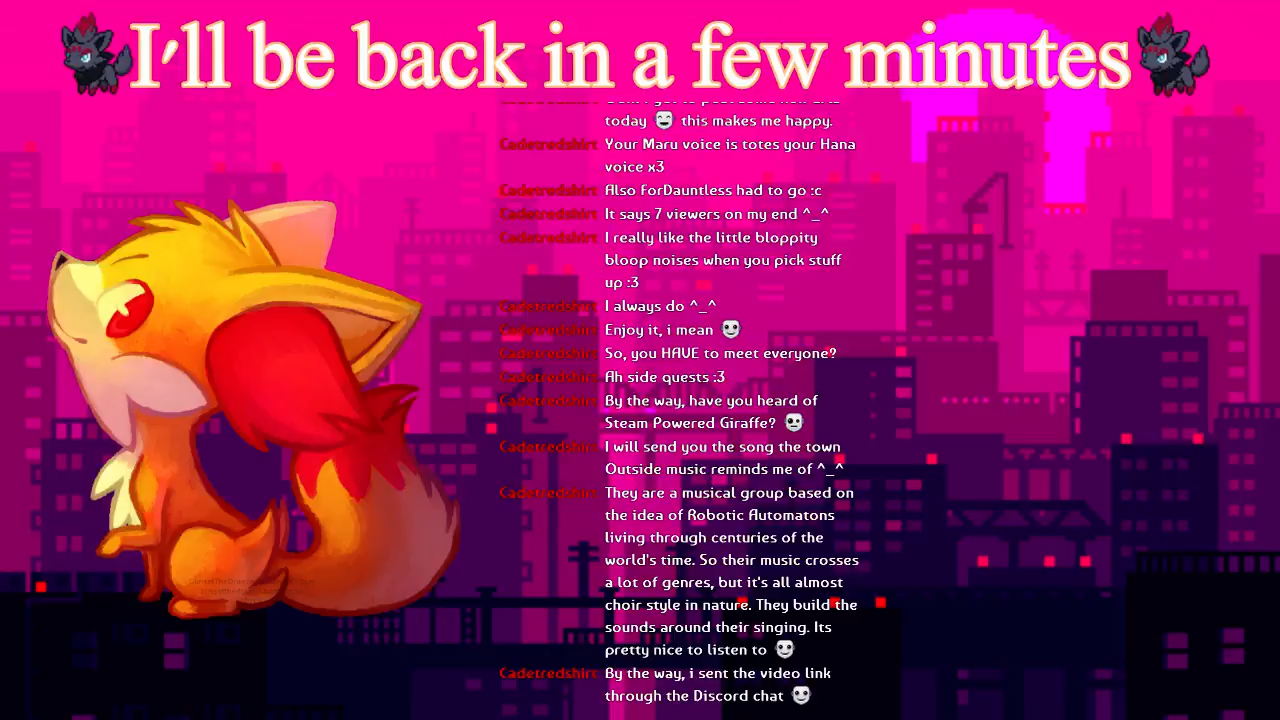 I'll be back in a few minutes
today this makes me happy.
Cadetredshirt Your Maru voice is totes your Hana
voice x3
Cadetredshirt Also forDauntless had to go :c
Cadetredshirt It says 7 viewers on my end ^_^
Cadetredshirt I really like the little bloppity
bloop noises when you pick stuff
up :3
Cadetredshirt I always do ^_^
Cadetredshirt Enjoy it, i mean
Cadetredshirt So, you HAVE to meet everyone?
Cadetredshirt Ah side quests :3
Cadetredshirt By the way, have you heard of
Steam Powered Giraffe?
Cadetredshirt I will send you the song the town
Outside music reminds me of ^_^
Cadetredshirt They are a musical group based on
the idea of Robotic Automatons
living through centuries of the
world's time. So their music crosses
a lot of genres, but it's all almost
choir style in nature. They build the
sounds around their singing. Its
pretty nice to listen to
Cadetredshirt By the way, i sent the video link
through the Discord chat